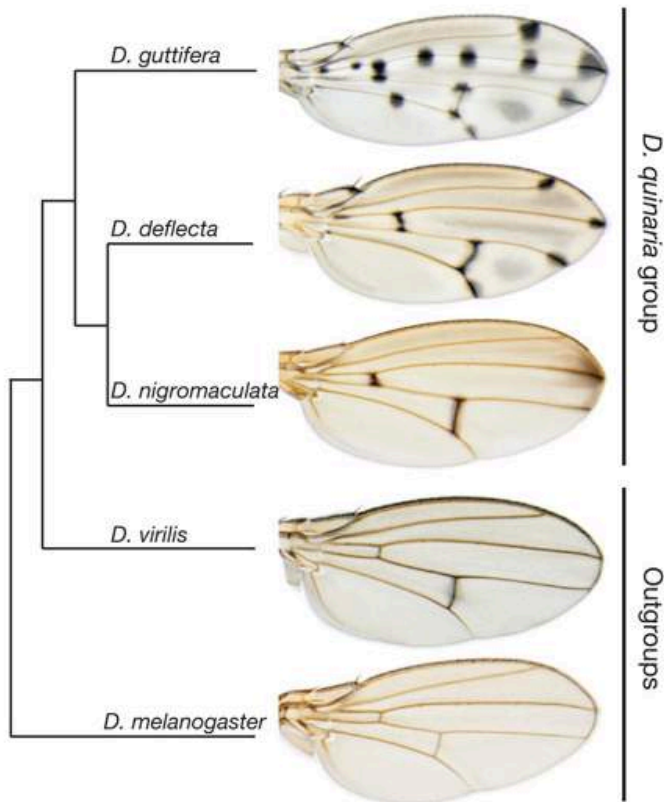 D. guttifera
D. deflecta
D. nigromaculata
D. virilis
D. melanogaster
D. quinaria group
Outgroups